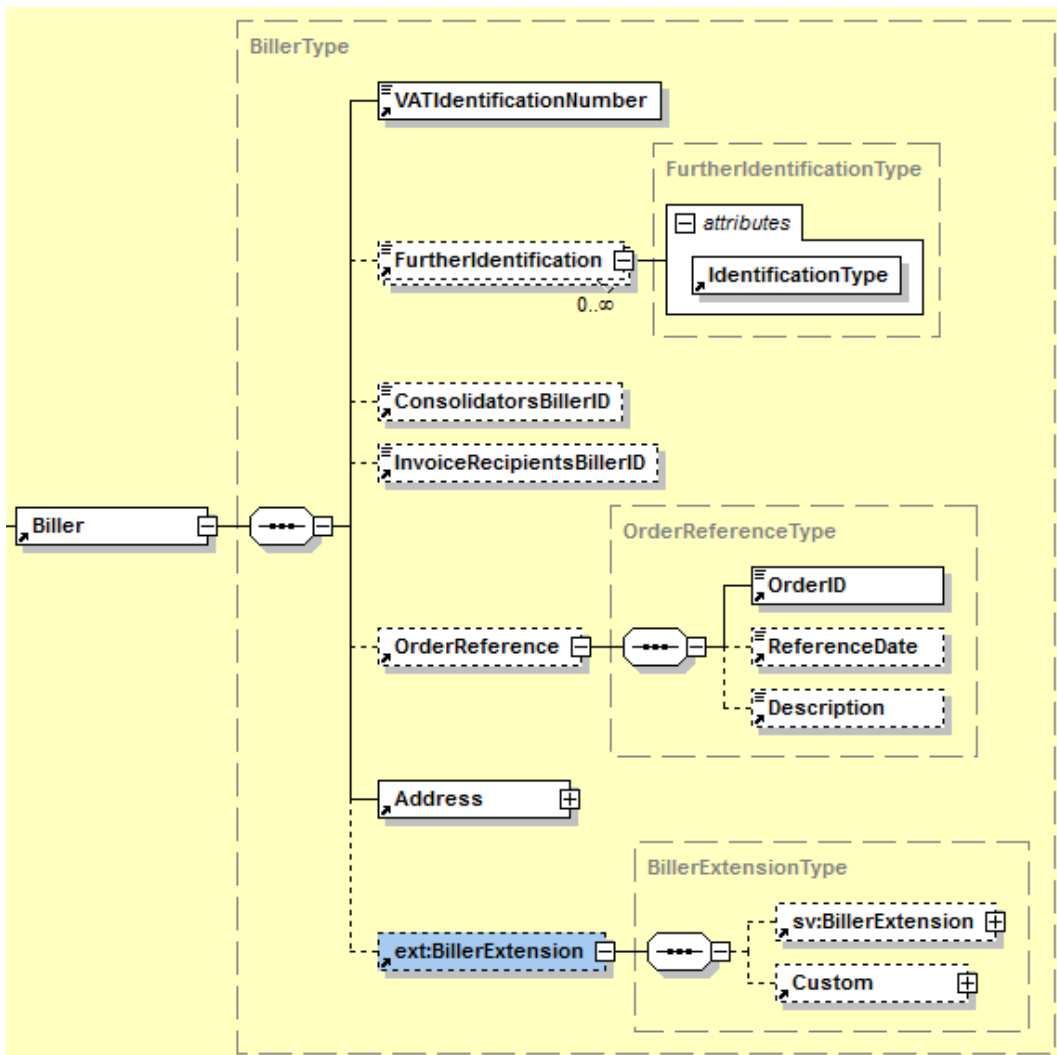 BillerType
VATIdentificationNumber
FurtherIdentificationType
attributes
FurtherIdentification
IdentificationType
0..∞
ConsolidatorsBillerID
InvoiceRecipientsBillerID
Biller
OrderReferenceType
OrderID
OrderReference
ReferenceDate
Description
Address
BillerExtensionType
sv:BillerExtension
ext:BillerExtension
Custom